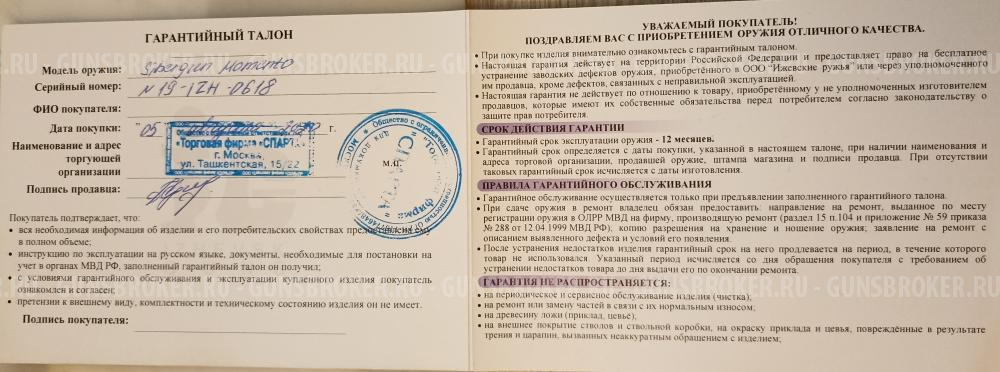 ГАРАНТИЙНЫЙ ТАЛОН
Модель оружия: Sibergun Momento
Серийный номер: N 19-IZH-0618
ФИО покупателя:
Дата покупки: "05 г.
Наименование и адрес
торгующей
организации
Общество с ограниченной ответственностью
«Торговая фирма «СПАРТА»
г. Москва,
ул. Ташкентская, 15/22
М.П.
Подпись продавца:
Покупатель подтверждает, что:
• вся необходимая информация об изделии и его потребительских свойствах предоставлена ему
в полном объеме;
• инструкцию по эксплуатации на русском языке, документы, необходимые для постановки на
учет в органах МВД РФ, заполненный гарантийный талон он получил;
• с условиями гарантийного обслуживания и эксплуатации купленного изделия покупатель
ознакомлен и согласен;
• претензии к внешнему виду, комплектности и техническому состоянию изделия он не имеет.
Подпись покупателя:
УВАЖАЕМЫЙ ПОКУПАТЕЛЬ!
ПОЗДРАВЛЯЕМ ВАС С ПРИОБРЕТЕНИЕМ ОРУЖИЯ ОТЛИЧНОГО КАЧЕСТВА.
• При покупке изделия внимательно ознакомьтесь с гарантийным талоном.
• Настоящая гарантия действует на территории Российской Федерации и предоставляет право на бесплатное
устранение заводских дефектов оружия, приобретённого в ООО "Ижевские ружья" или через уполномоченного
им продавца, кроме дефектов, связанных с неправильной эксплуатацией.
• Настоящая гарантия не действует по отношению к товару, приобретённому у не уполномоченных изготовителем
продавцов, которые имеют их собственные обязательства перед потребителем согласно законодательству о
защите прав потребителя.
СРОК ДЕЙСТВИЯ ГАРАНТИИ
• Гарантийный срок эксплуатации оружия - 12 месяцев.
• Гарантийный срок определяется с даты покупки, указанной в настоящем талоне, при наличии наименования и
адреса торговой организации, продавшей оружие, штампа магазина и подписи продавца. При отсутствии
таковых гарантийный срок исчисляется с даты изготовления.
ПРАВИЛА ГАРАНТИЙНОГО ОБСЛУЖИВАНИЯ
• Гарантийное обслуживание осуществляется только при предъявлении заполненного гарантийного талона.
• При сдаче оружия в ремонт владелец обязан предоставить: направление на ремонт, выданное по месту
регистрации оружия в ОЛРР МВД на фирму, производящую ремонт (раздел 15 п.104 и приложение № 59 приказа
№ 288 от 12.04.1999 МВД РФ); копию разрешения на хранение и ношение оружия; заявление на ремонт с
описанием выявленного дефекта и условий его появления.
• После устранения недостатков изделия гарантийный срок на него продлевается на период, в течение которого
товар не использовался. Указанный период исчисляется со дня обращения покупателя с требованием об
устранении недостатков товара до дня выдачи его по окончании ремонта.
ГАРАНТИЯ НЕ РАСПРОСТРАНЯЕТСЯ:
• на периодическое и сервисное обслуживание изделия (чистка);
• на ремонт или замену частей в связи с их нормальным износом;
• на древесину ложи (приклад, цевье);
• на внешнее покрытие стволов и ствольной коробки, на окраску приклада и цевья, повреждённые в результате
трения и царапин, вызванных неаккуратным обращением с изделием;
GUNSBROKER.RU